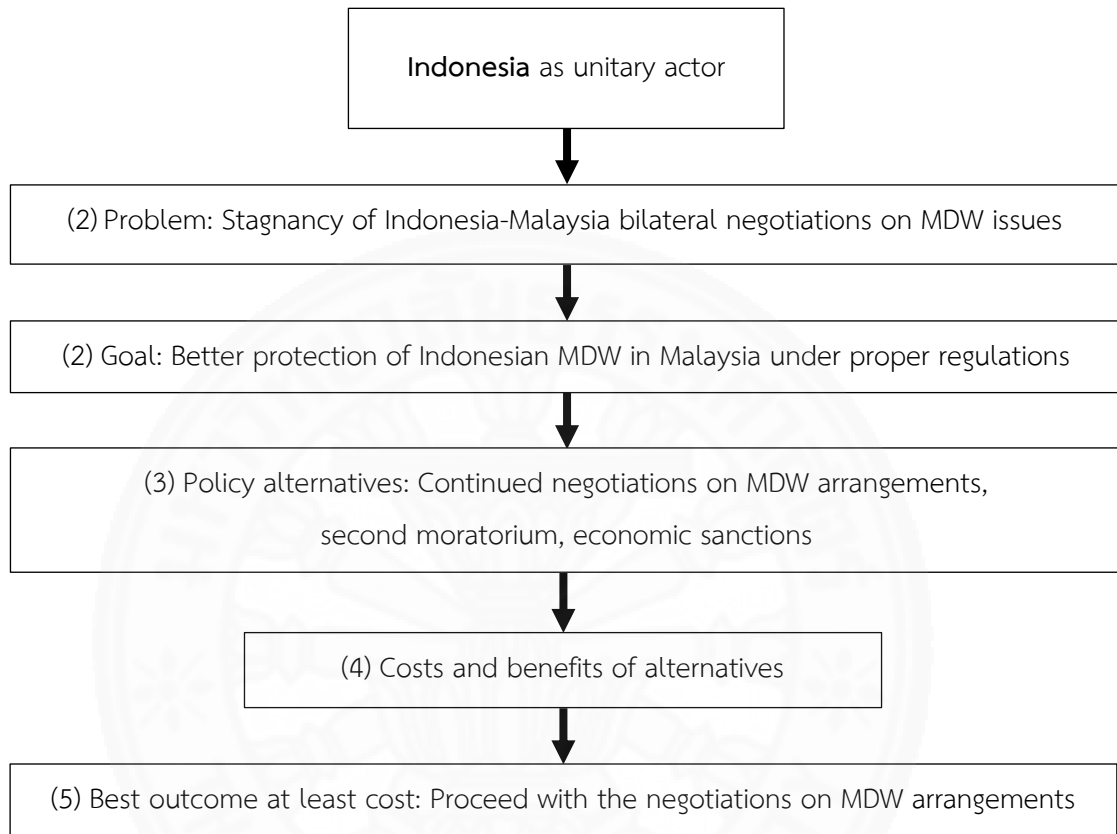 Indonesia as unitary actor
(2) Problem: Stagnancy of Indonesia-Malaysia bilateral negotiations on MDW issues
(2) Goal: Better protection of Indonesian MDW in Malaysia under proper regulations
(3) Policy alternatives: Continued negotiations on MDW arrangements,
second moratorium, economic sanctions
(4) Costs and benefits of alternatives
(5) Best outcome at least cost: Proceed with the negotiations on MDW arrangements